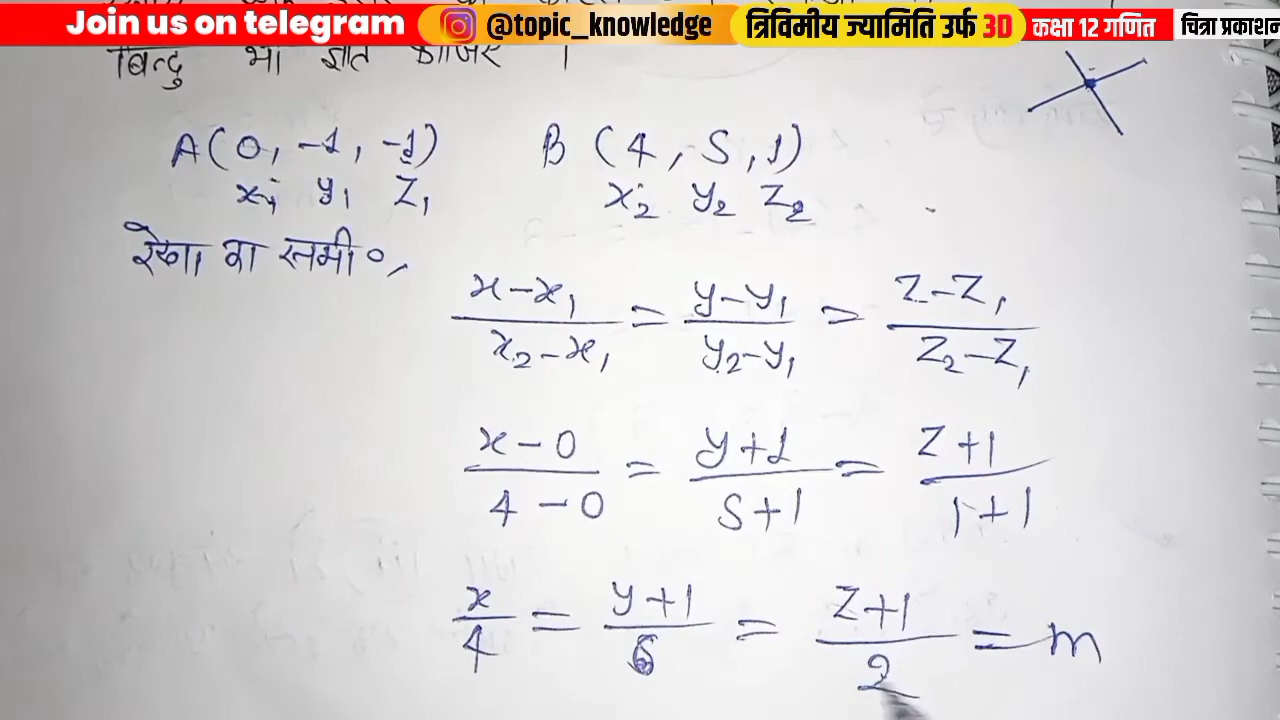 Join us on telegram @topic_knowledge त्रिविमीय ज्यामिति उर्फ 3D कक्षा 12 गणित चित्रा प्रकाशन
बिन्दु भी ज्ञात कीजिए ।
A(0, -1, -1) B (4, 5, 1)
x₁ y₁ z₁ x₂ y₂ z₂
रेखा का समी०,
(x-x₁)/(x₂-x₁) = (y-y₁)/(y₂-y₁) = (z-z₁)/(z₂-z₁)
(x-0)/(4-0) = (y+1)/(5+1) = (z+1)/(1+1)
x/4 = (y+1)/6 = (z+1)/2 = m